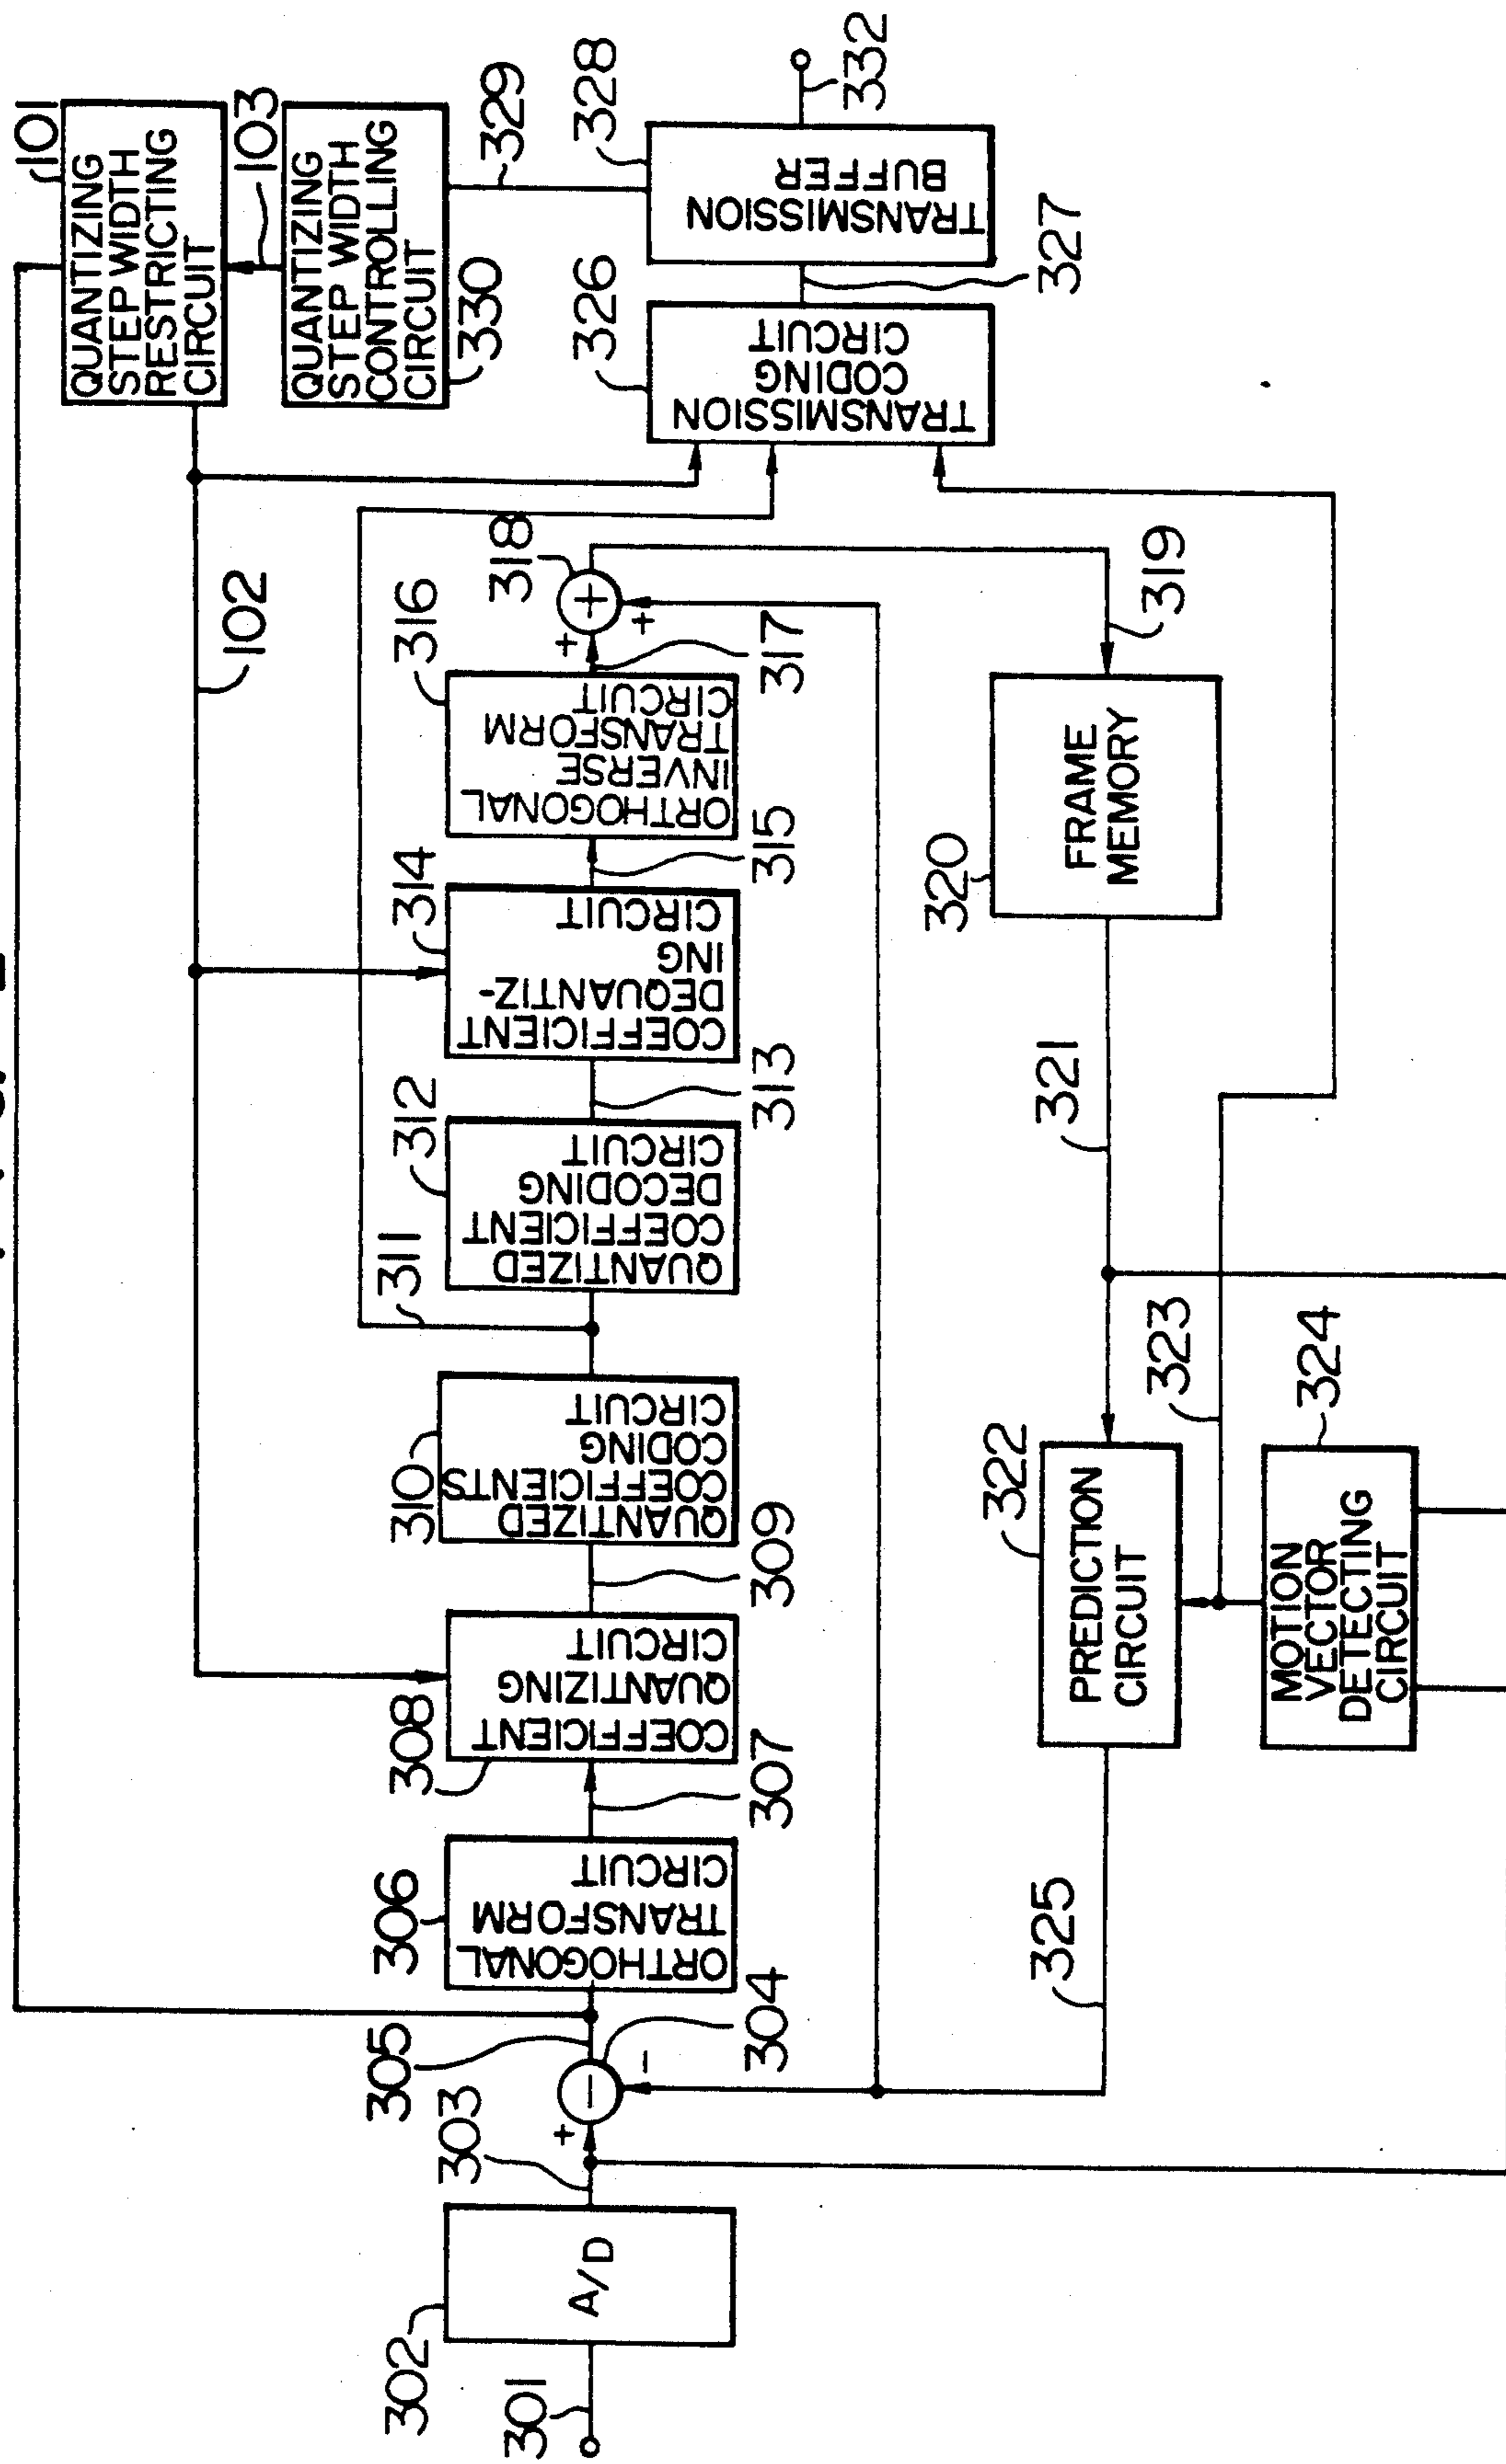 101
QUANTIZING
STEP WIDTH
RESTRICTING
CIRCUIT
103
QUANTIZING
STEP WIDTH
CONTROLLING
CIRCUIT
330
329
102
328
TRANSMISSION
BUFFER
332
327
326
TRANSMISSION
CODING
CIRCUIT
301
302
A/D
303
+
−
304
−
305
306
ORTHOGONAL
TRANSFORM
CIRCUIT
307
308
COEFFICIENT
QUANTIZING
CIRCUIT
309
310
QUANTIZED
COEFFICIENTS
CODING
CIRCUIT
311
312
QUANTIZED
COEFFICIENT
DECODING
CIRCUIT
313
314
COEFFICIENT
DEQUANTIZ-
ING
CIRCUIT
315
316
ORTHOGONAL
INVERSE
TRANSFORM
CIRCUIT
317
+
+
+
318
319
320
FRAME
MEMORY
321
322
PREDICTION
CIRCUIT
323
324
MOTION
VECTOR
DETECTING
CIRCUIT
325